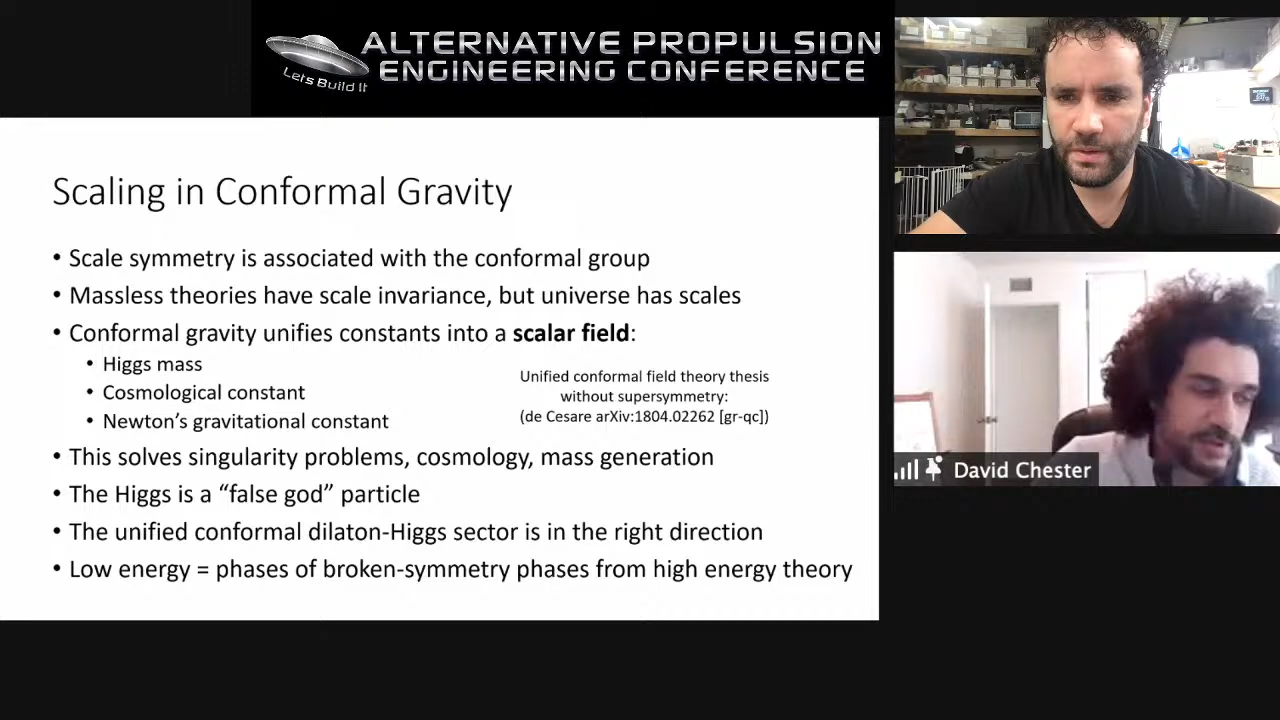 ALTERNATIVE PROPULSION
ENGINEERING CONFERENCE
Lets Build It
Scaling in Conformal Gravity
• Scale symmetry is associated with the conformal group
• Massless theories have scale invariance, but universe has scales
• Conformal gravity unifies constants into a scalar field:
• Higgs mass
• Cosmological constant
• Newton's gravitational constant
Unified conformal field theory thesis
without supersymmetry:
(de Cesare arXiv:1804.02262 [gr-qc])
• This solves singularity problems, cosmology, mass generation
• The Higgs is a “false god” particle
• The unified conformal dilaton-Higgs sector is in the right direction
• Low energy = phases of broken-symmetry phases from high energy theory
David Chester